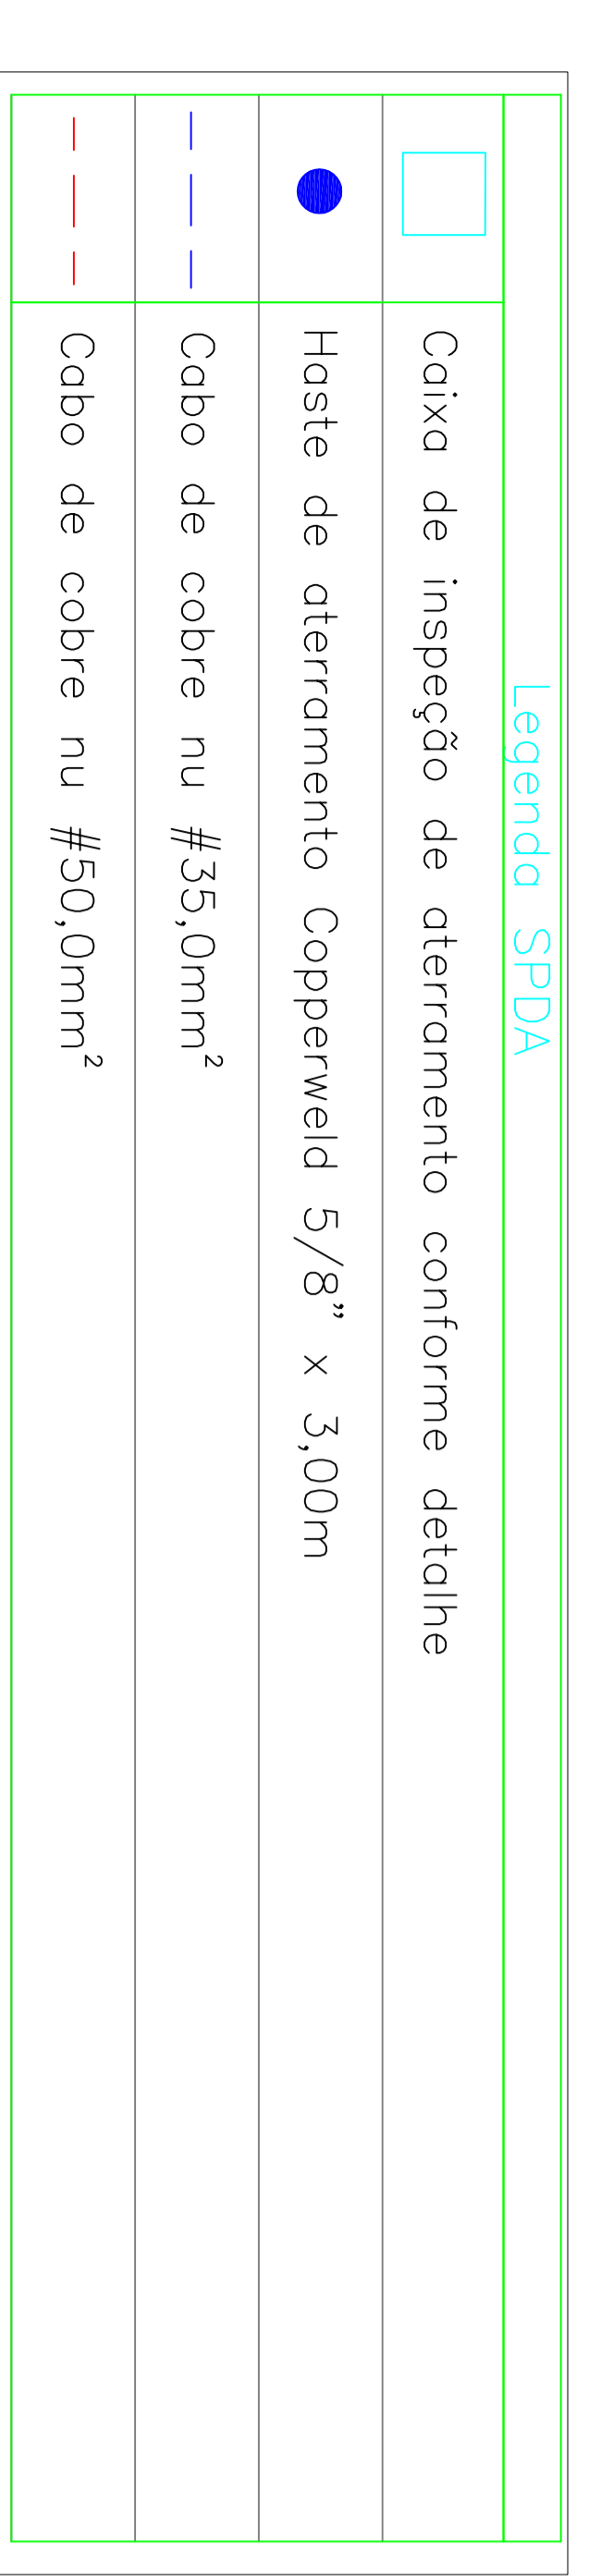 Legenda SPDA
Caixa de inspeção de aterramento conforme detalhe
Haste de aterramento Copperweld 5/8" x 3,00m
Cabo de cobre nu #35,0mm²
Cabo de cobre nu #50,0mm²